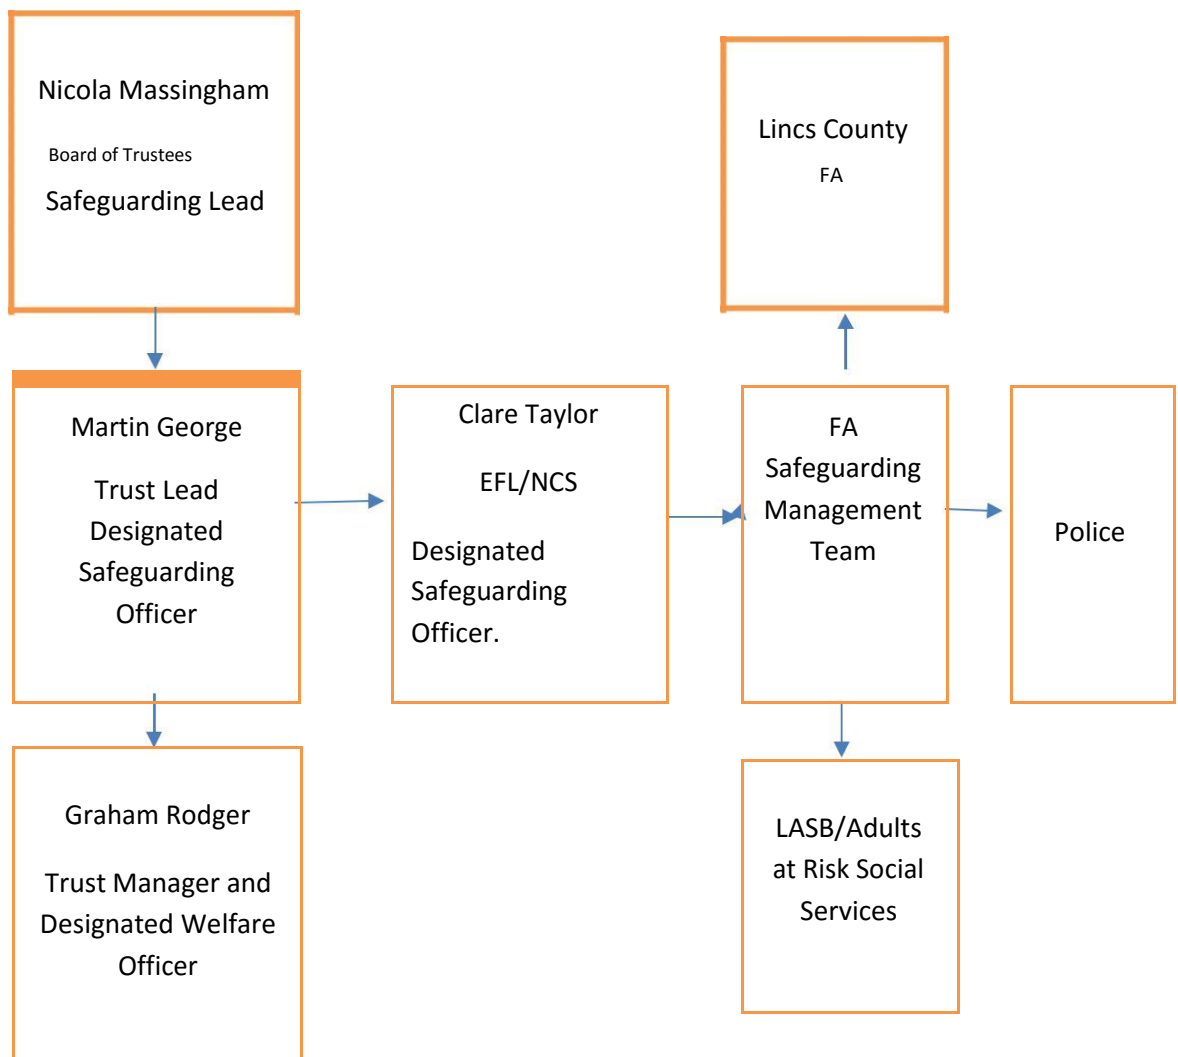 Nicola Massingham
Board of Trustees
Safeguarding Lead
Lincs County
FA
Martin George
Trust Lead
Designated
Safeguarding
Officer
Clare Taylor
EFL/NCS
Designated
Safeguarding
Officer.
FA
Safeguarding
Management
Team
Police
Graham Rodger
Trust Manager and
Designated Welfare
Officer
LASB/Adults
at Risk Social
Services